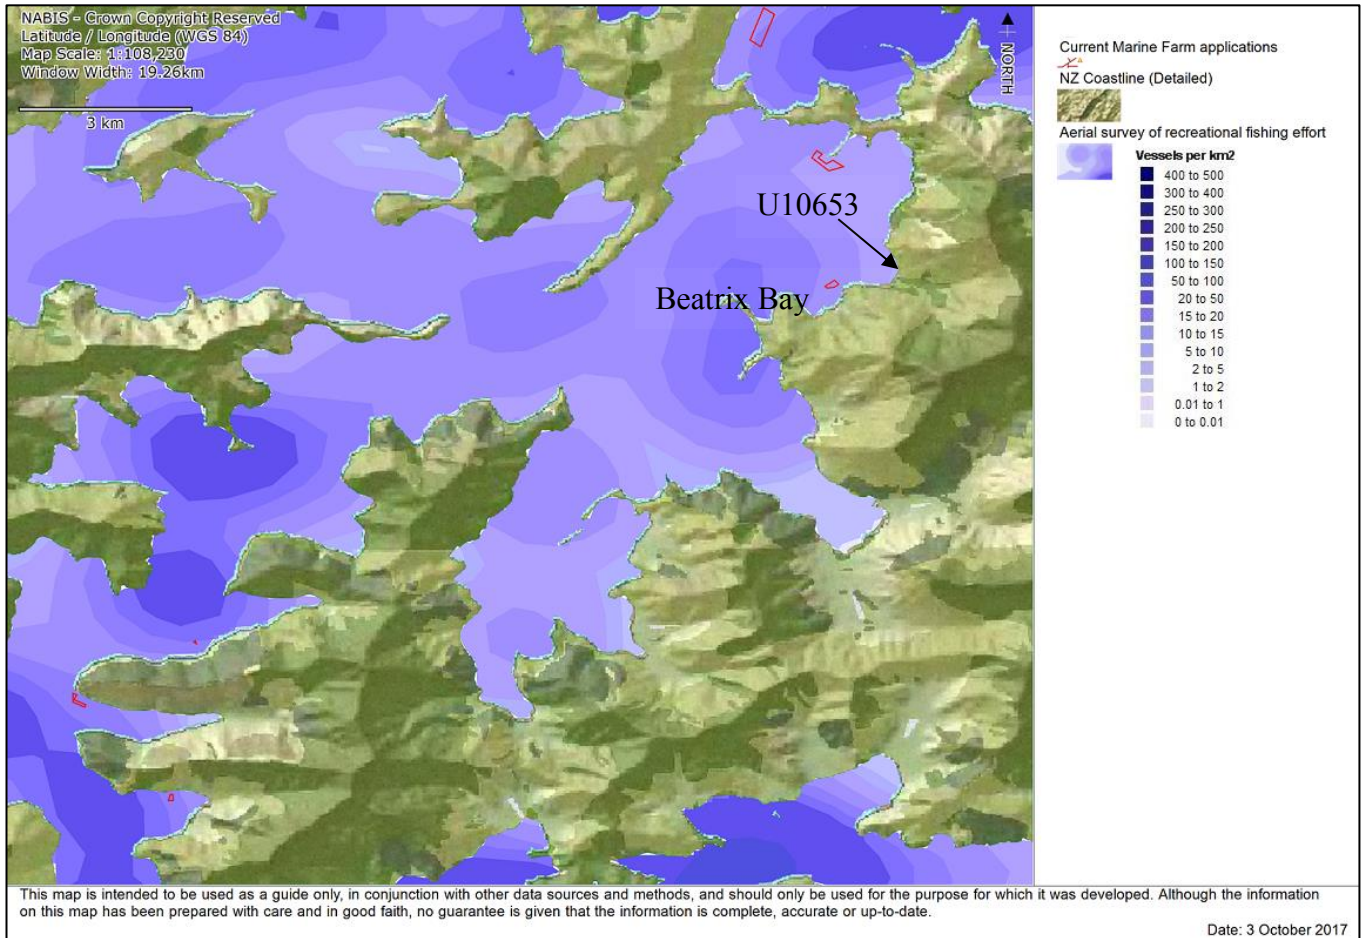 NABIS - Crown Copyright Reserved
Latitude / Longitude (WGS 84)
Map Scale: 1:108,230
Window Width: 19.26km
3 km
NORTH
U10653
Beatrix Bay
Current Marine Farm applications
NZ Coastline (Detailed)
Aerial survey of recreational fishing effort
Vessels per km2
400 to 500
300 to 400
250 to 300
200 to 250
150 to 200
100 to 150
50 to 100
20 to 50
15 to 20
10 to 15
5 to 10
2 to 5
1 to 2
0.01 to 1
0 to 0.01
This map is intended to be used as a guide only, in conjunction with other data sources and methods, and should only be used for the purpose for which it was developed. Although the information
on this map has been prepared with care and in good faith, no guarantee is given that the information is complete, accurate or up-to-date.
Date: 3 October 2017